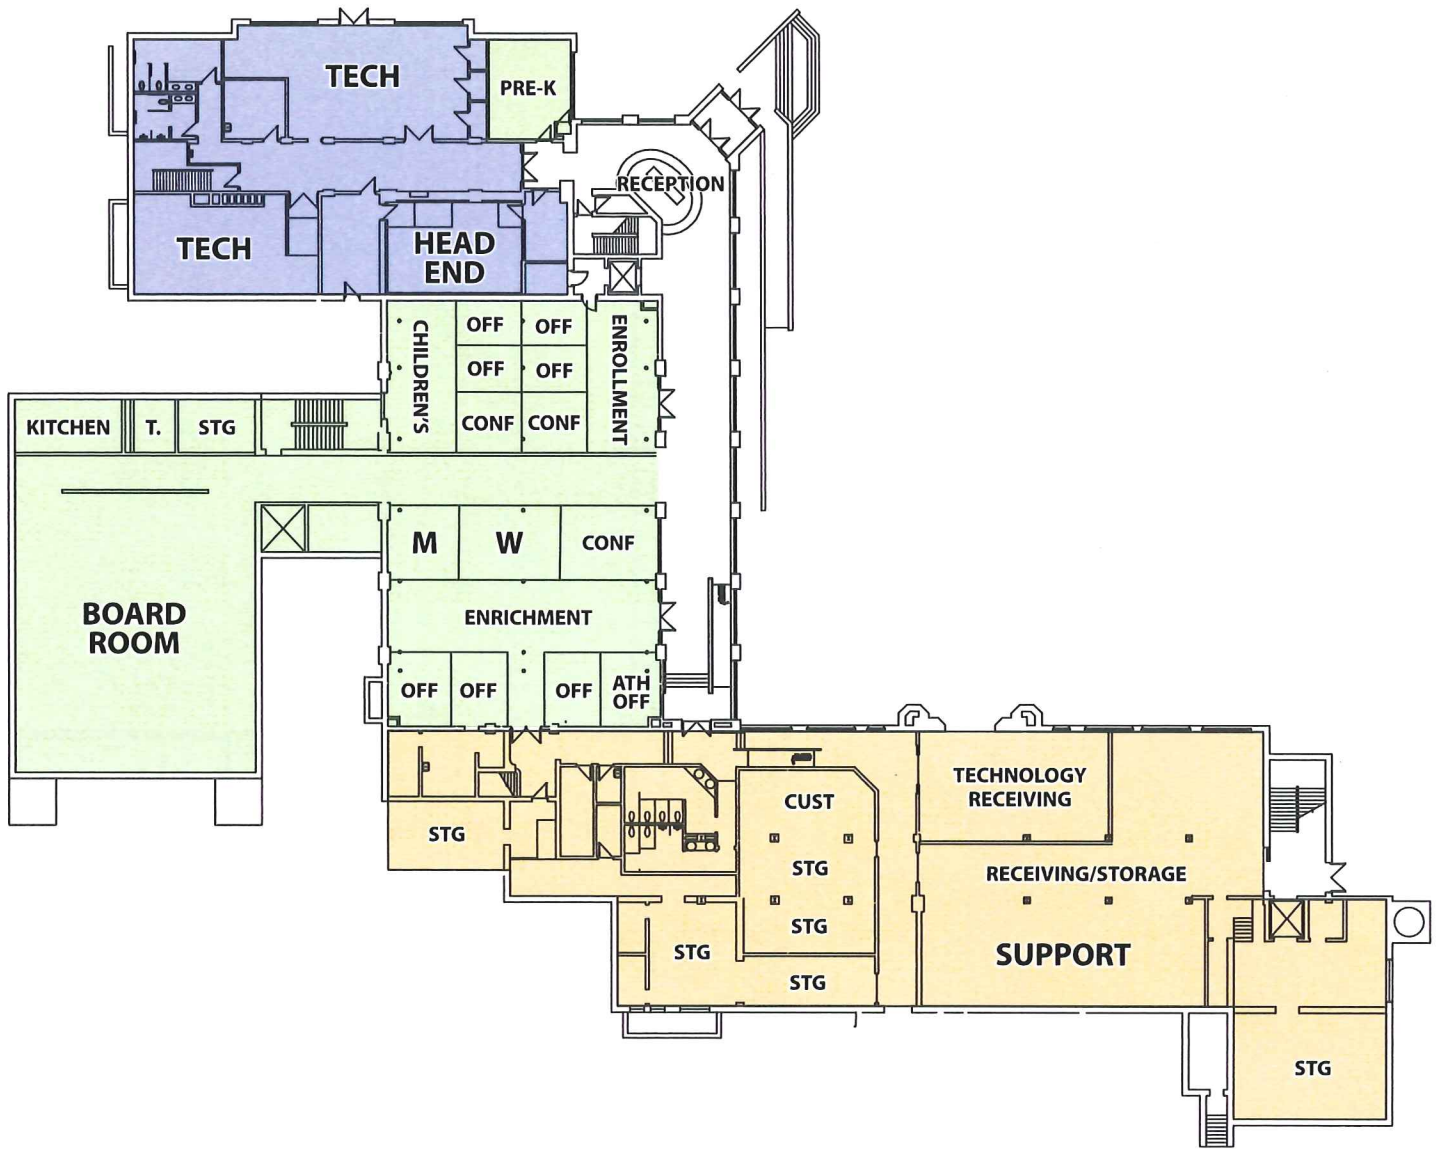 TECH
PRE-K
RECEPTION
TECH
HEAD
END
CHILDREN'S
OFF
OFF
ENROLLMENT
OFF
OFF
CONF
CONF
KITCHEN
T.
STG
M
W
CONF
BOARD
ROOM
ENRICHMENT
OFF
OFF
OFF
ATH
OFF
TECHNOLOGY
RECEIVING
CUST
STG
STG
RECEIVING/STORAGE
STG
STG
SUPPORT
STG
STG